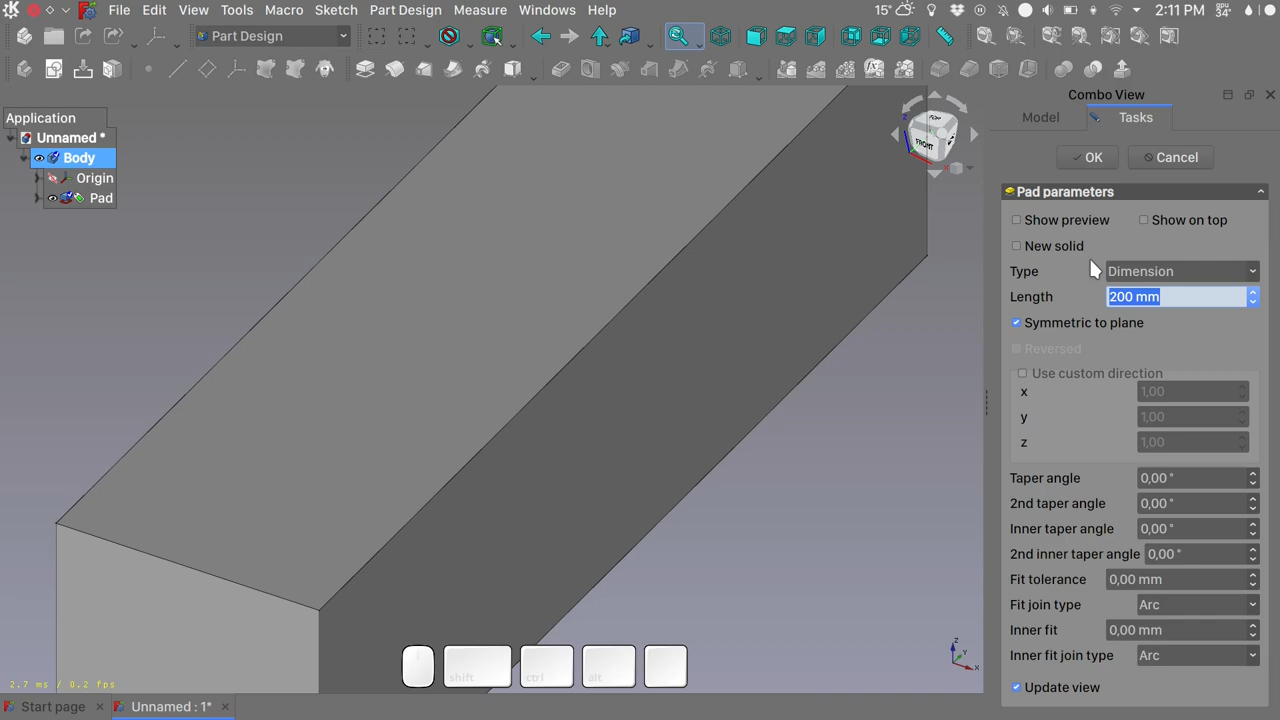 File Edit View Tools Macro Sketch Part Design Measure Windows Help 15° 2:11 PM SPU 34°
Part Design
Application
Unnamed *
Body
Origin
Pad
TOP
FRONT
Z
X
Combo View
Model Tasks
OK Cancel
Pad parameters
Show preview Show on top
New solid
Type Dimension
Length 200 mm
Symmetric to plane
Reversed
Use custom direction
x 1,00
y 1,00
z 1,00
Taper angle 0,00 °
2nd taper angle 0,00 °
Inner taper angle 0,00 °
2nd inner taper angle 0,00 °
Fit tolerance 0,00 mm
Fit join type Arc
Inner fit 0,00 mm
Inner fit join type Arc
Update view
shift ctrl alt
Z
Y
X
2.7 ms / 0.2 fps
Start page Unnamed : 1*